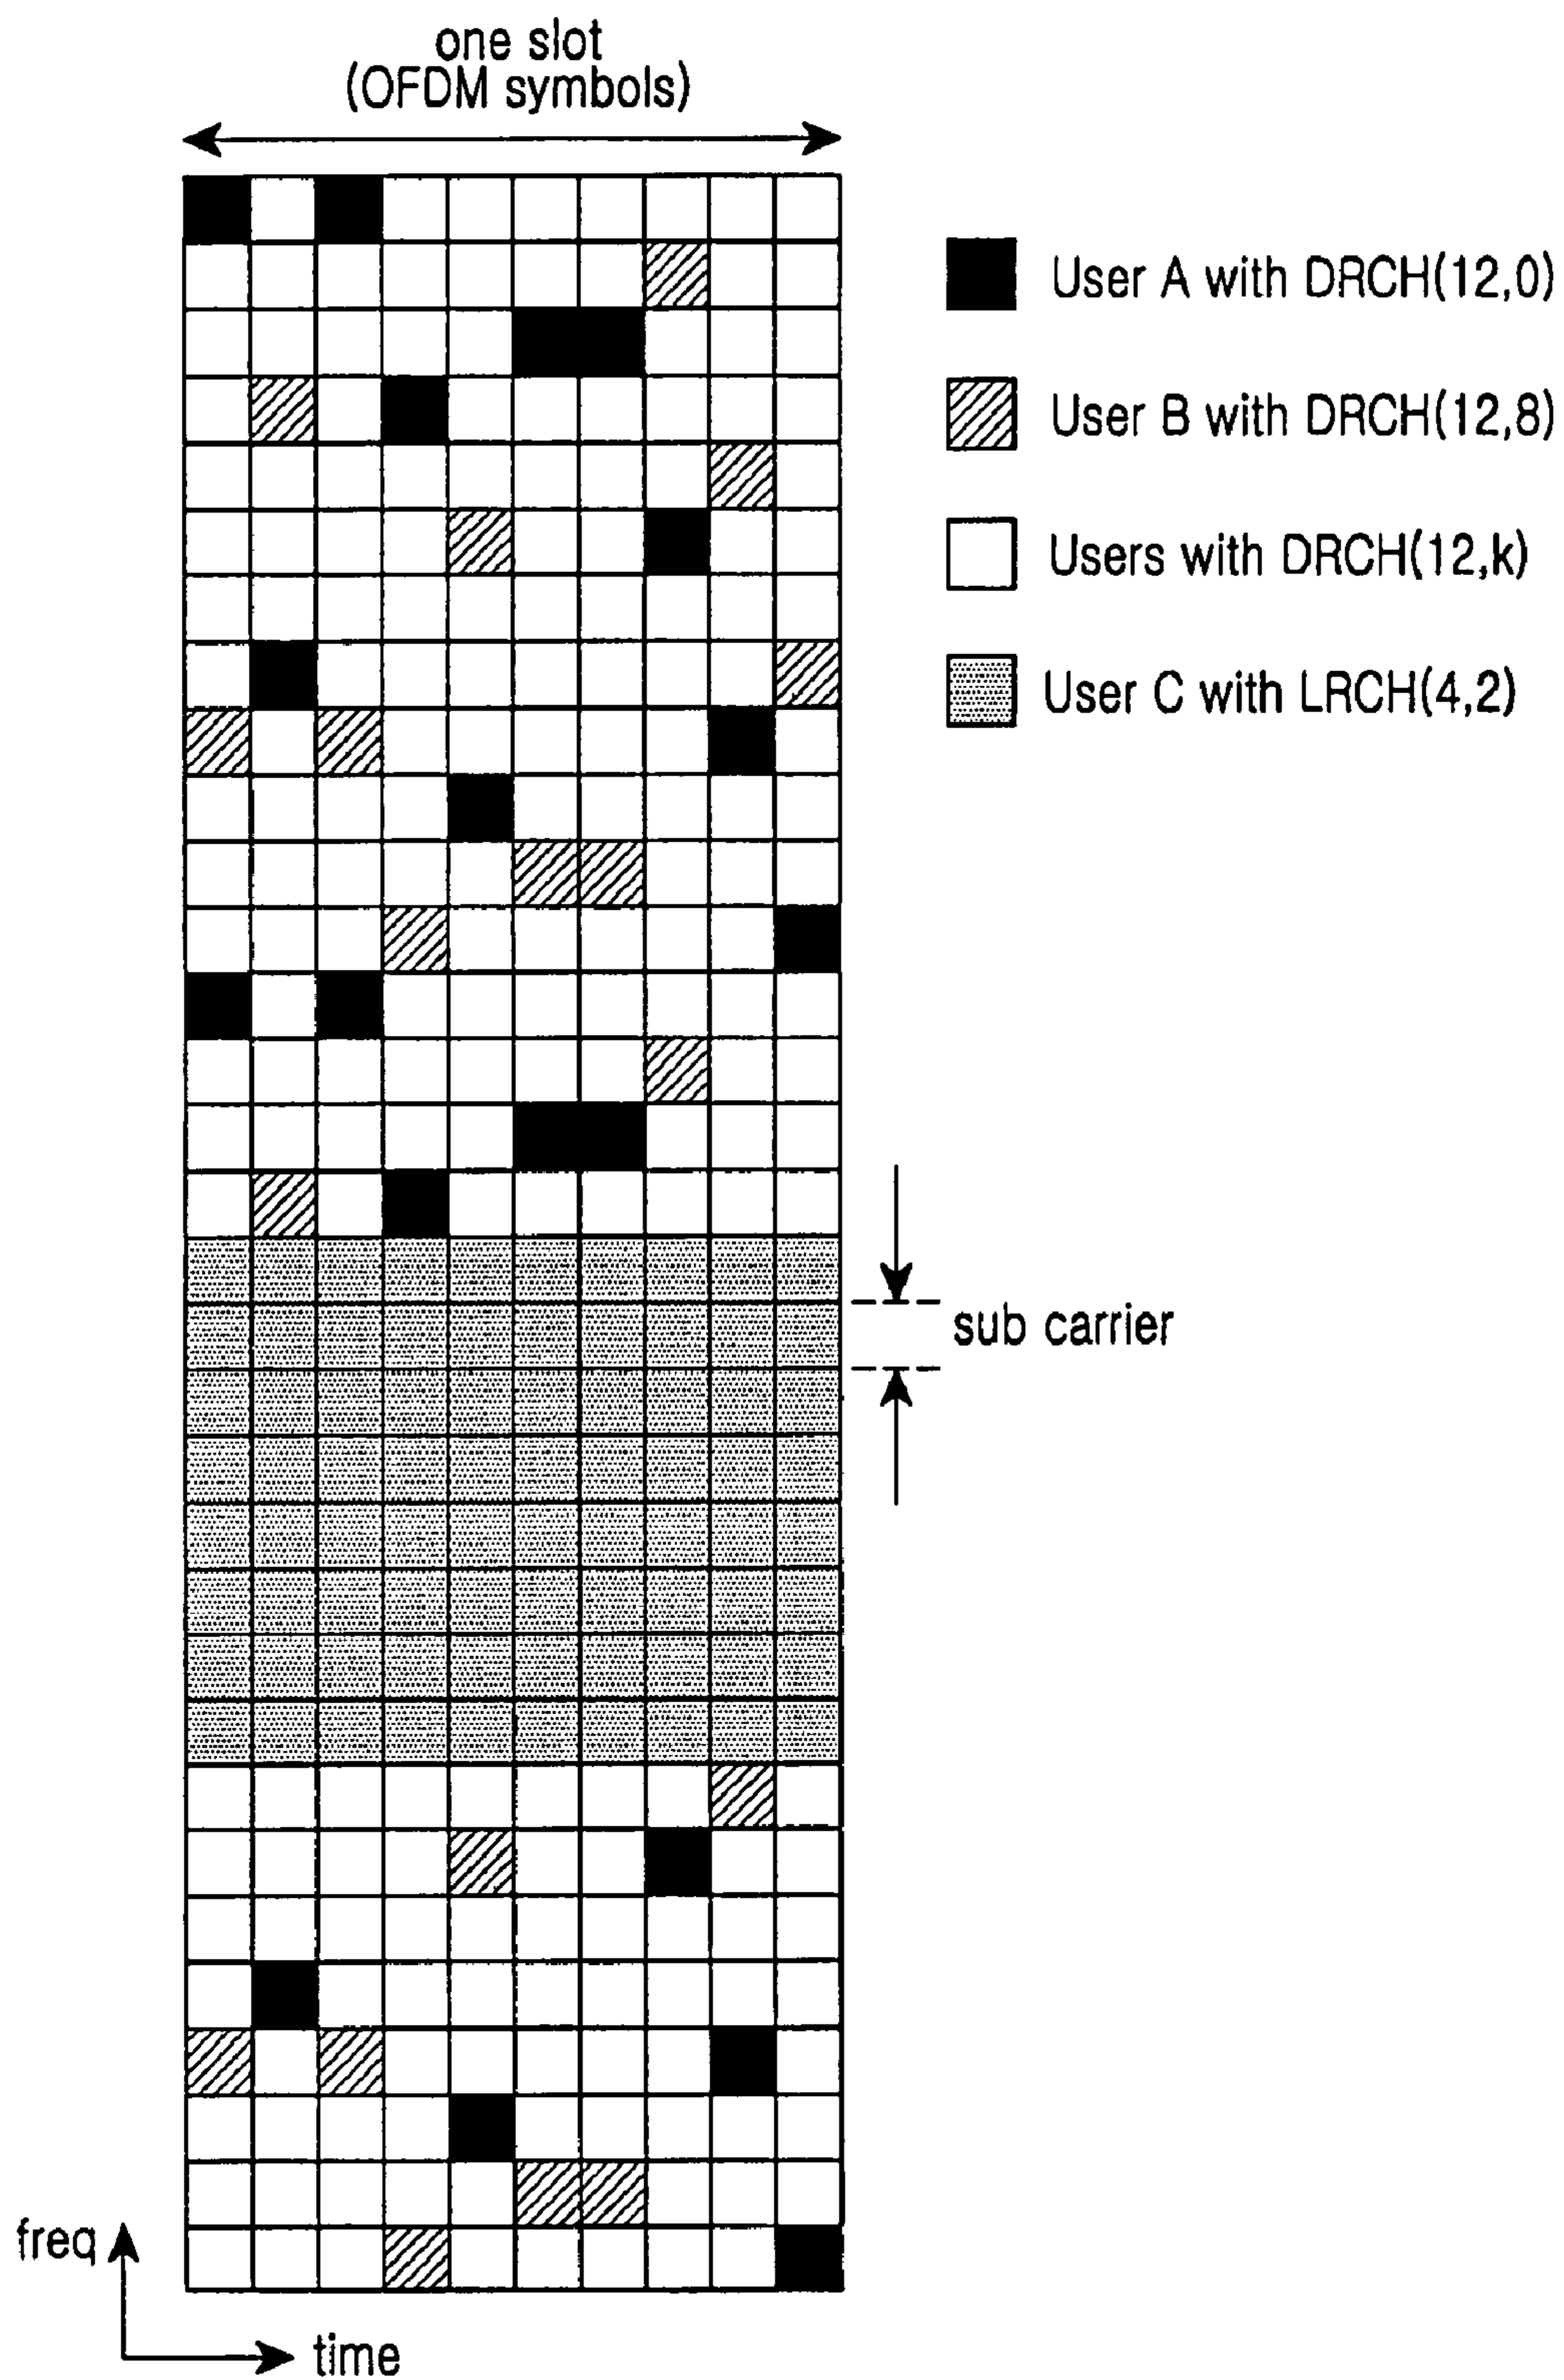 one slot
(OFDM symbols)
User A with DRCH(12,0)
User B with DRCH(12,8)
Users with DRCH(12,k)
User C with LRCH(4,2)
sub carrier
freq
time